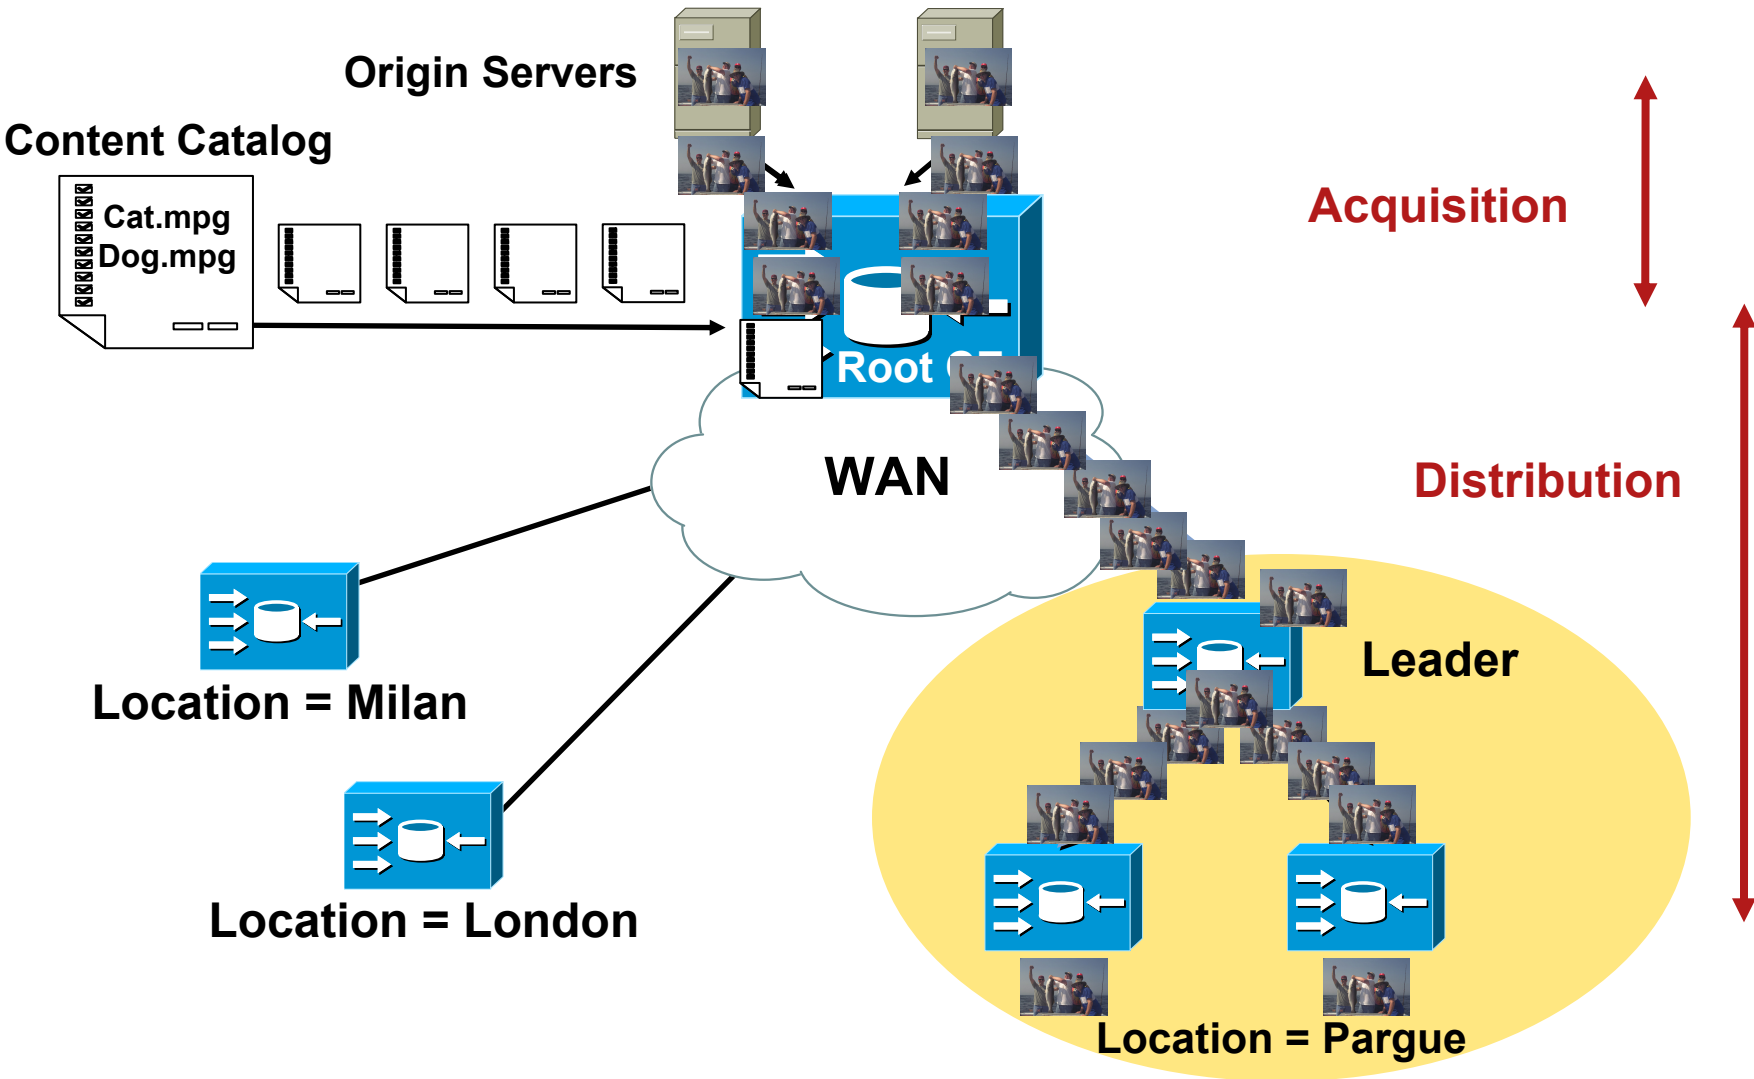 Origin Servers
Content Catalog
Cat.mpg
Dog.mpg
Acquisition
Root
WAN
Distribution
Leader
Location = Milan
Location = London
Location = Pargue